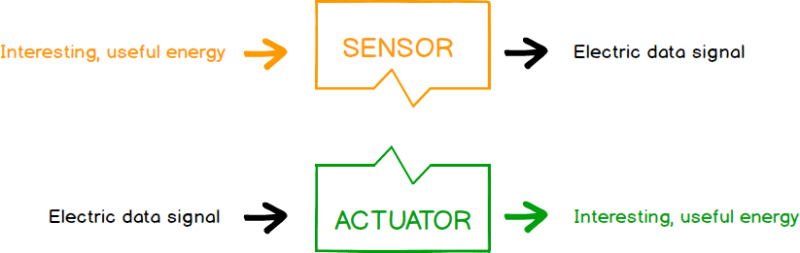 Interesting, useful energy
SENSOR
Electric data signal
Electric data signal
ACTUATOR
Interesting, useful energy